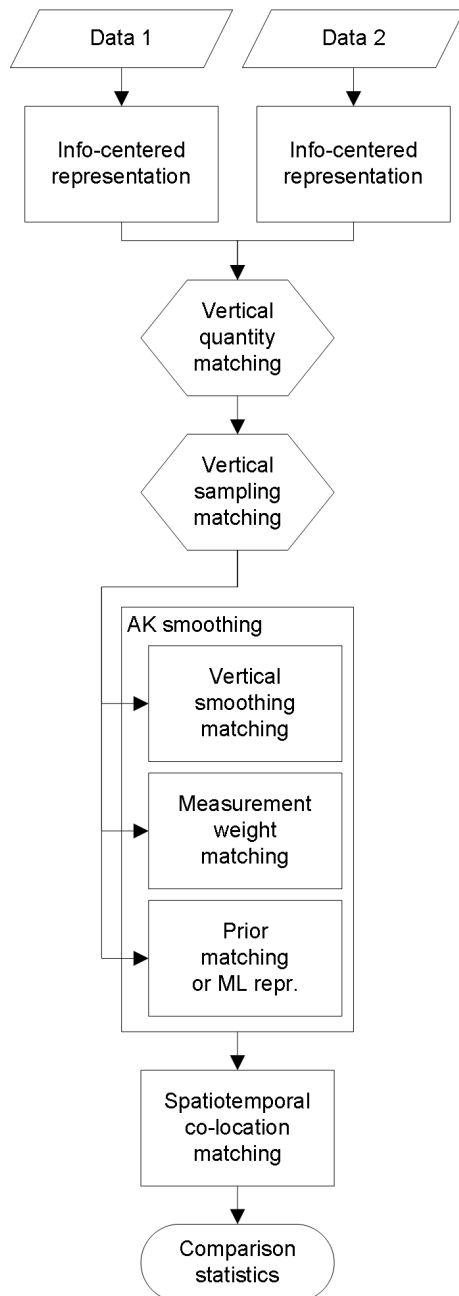 Data 1
Data 2
Info-centered
representation
Info-centered
representation
Vertical
quantity
matching
Vertical
sampling
matching
AK smoothing
Vertical
smoothing
matching
Measurement
weight
matching
Prior
matching
or ML repr.
Spatiotemporal
co-location
matching
Comparison
statistics